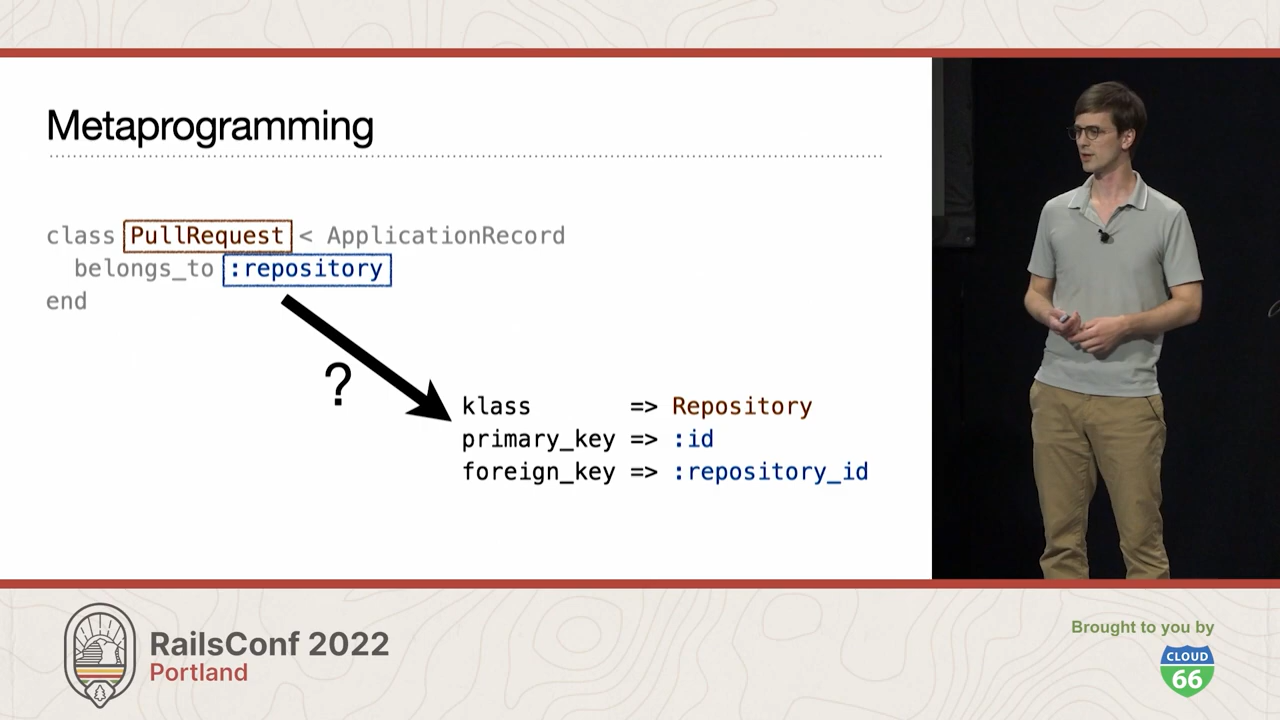 Metaprogramming
class PullRequest < ApplicationRecord
belongs_to :repository
end
?
klass => Repository
primary_key => :id
foreign_key => :repository_id
RailsConf 2022
Portland
Brought to you by
CLOUD
66